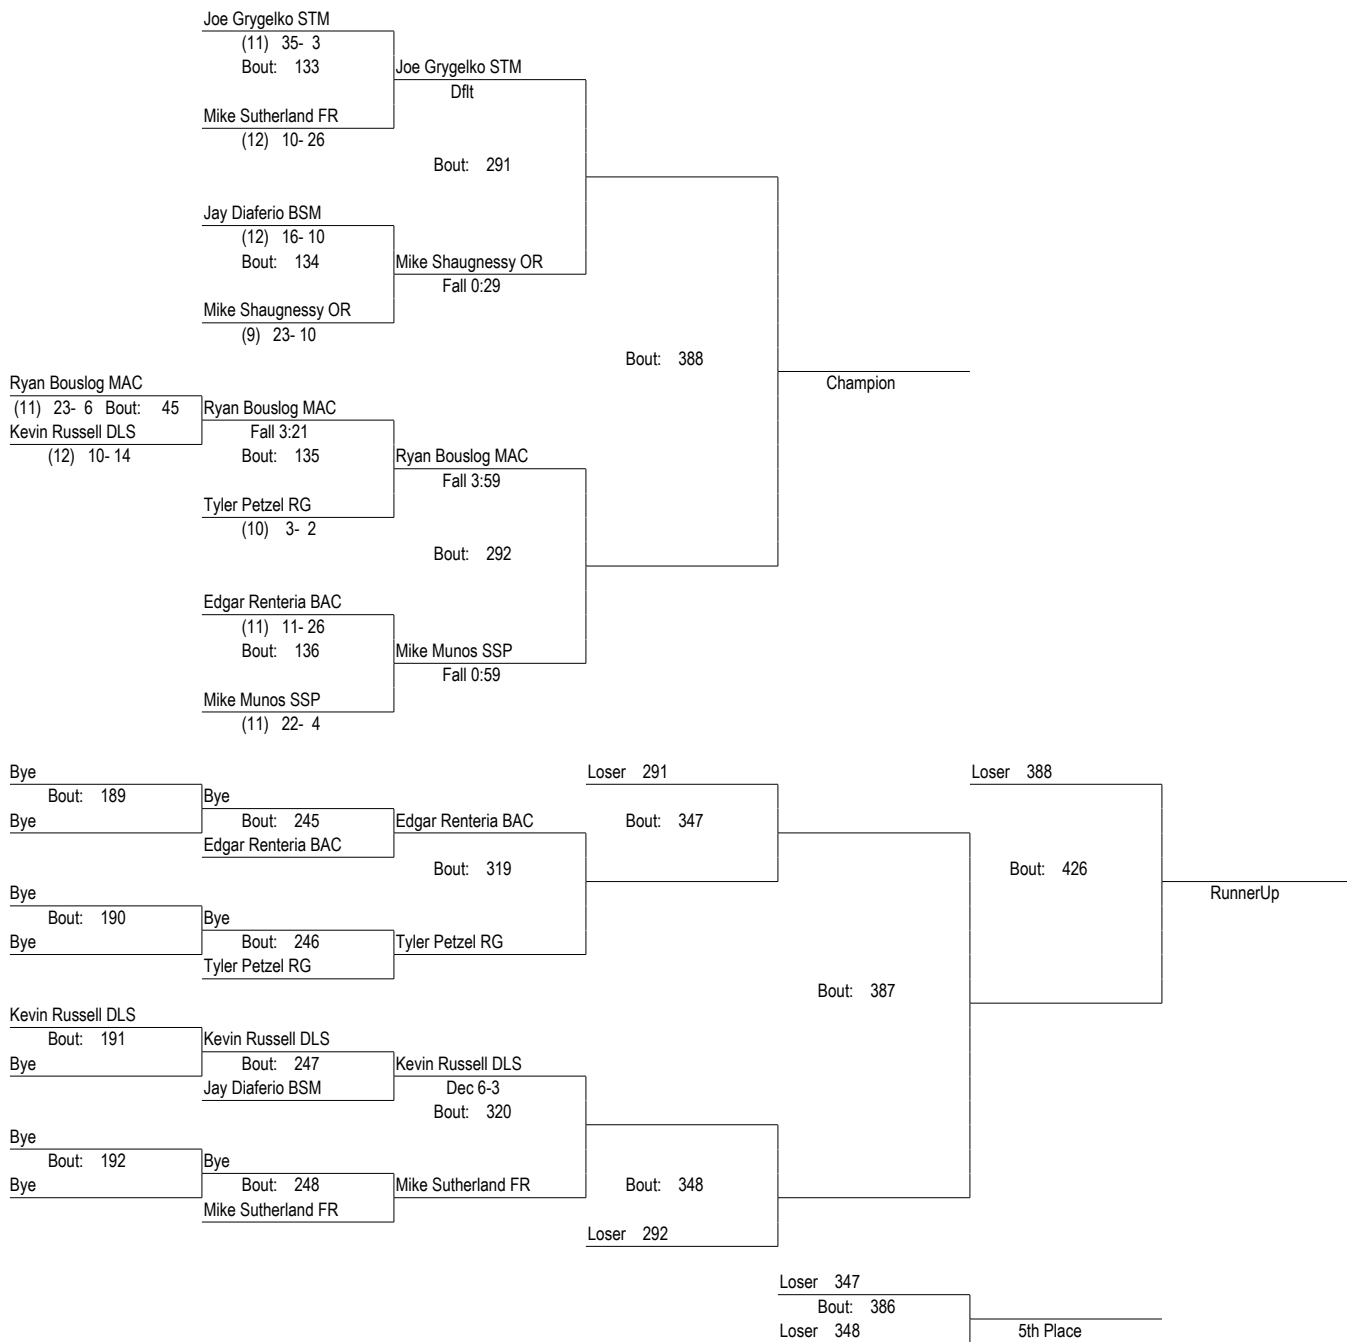 Joe Grygelko STM
(11) 35- 3
Bout: 133
Joe Grygelko STM
Dflt
Mike Sutherland FR
(12) 10- 26
Bout: 291
Jay Diaferio BSM
(12) 16- 10
Bout: 134
Mike Shaugnessy OR
Fall 0:29
Mike Shaugnessy OR
(9) 23- 10
Bout: 388
Champion
Ryan Bouslog MAC
(11) 23- 6 Bout: 45
Kevin Russell DLS
(12) 10- 14
Ryan Bouslog MAC
Fall 3:21
Bout: 135
Ryan Bouslog MAC
Fall 3:59
Tyler Petzel RG
(10) 3- 2
Bout: 292
Edgar Renteria BAC
(11) 11- 26
Bout: 136
Mike Munos SSP
Fall 0:59
Mike Munos SSP
(11) 22- 4
Bye
Bout: 189
Bye
Bye
Bout: 245
Edgar Renteria BAC
Edgar Renteria BAC
Bout: 319
Loser 291
Bout: 347
Loser 388
Bout: 426
RunnerUp
Bye
Bout: 190
Bye
Bye
Bout: 246
Tyler Petzel RG
Tyler Petzel RG
Bout: 387
Kevin Russell DLS
Bout: 191
Bye
Kevin Russell DLS
Bout: 247
Jay Diaferio BSM
Kevin Russell DLS
Dec 6-3
Bout: 320
Bye
Bout: 192
Bye
Bye
Bout: 248
Mike Sutherland FR
Mike Sutherland FR
Bout: 348
Loser 292
Loser 347
Bout: 386
Loser 348
5th Place